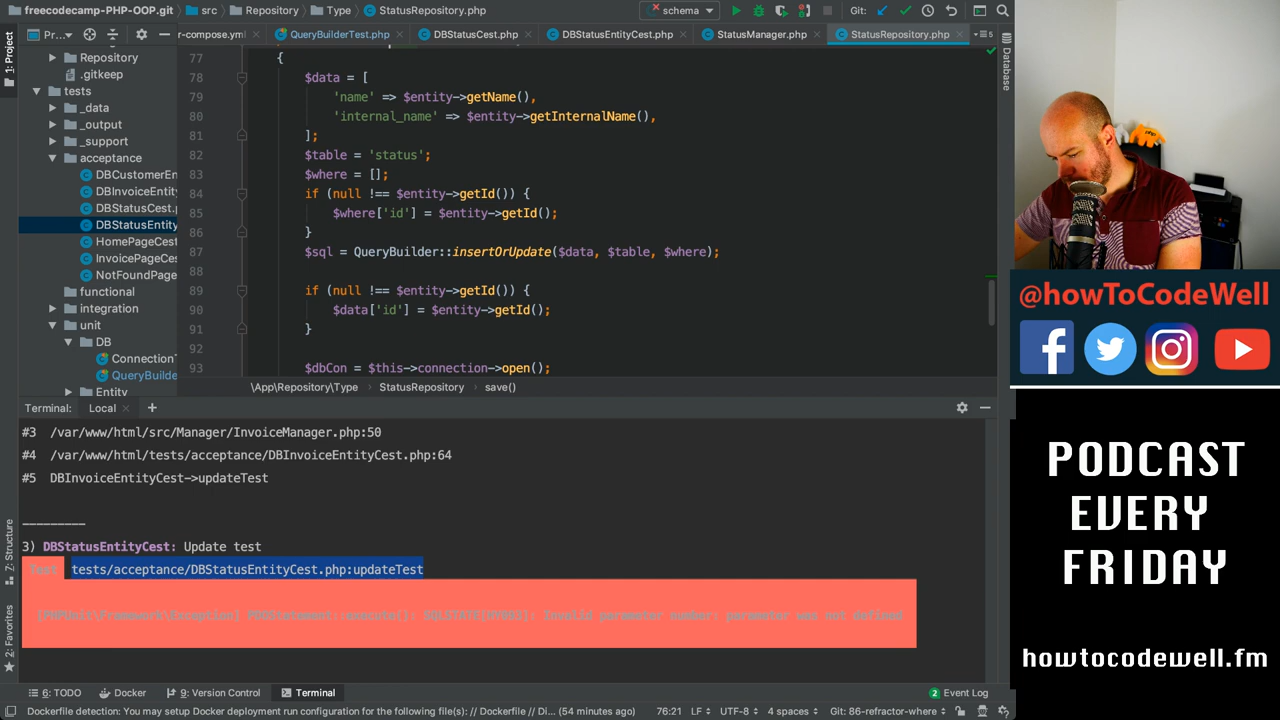 freecodecamp-PHP-OOP.git
src
Repository
Type
StatusRepository.php
schema
Git:
Pr...
r-compose.yml
QueryBuilderTest.php
DBStatusCest.php
DBStatusEntityCest.php
StatusManager.php
StatusRepository.php
5
1: Project
Database
Repository
.gitkeep
tests
_data
_output
_support
acceptance
DBCustomerEn
DBInvoiceEntity
DBStatusCest.
DBStatusEntity
HomePageCest
InvoicePageCes
NotFoundPage
functional
integration
unit
DB
Connection
QueryBuilde
Entity
77 {
78 $data = [
79 'name' => $entity->getName(),
80 'internal_name' => $entity->getInternalName(),
81 ];
82 $table = 'status';
83 $where = [];
84 if (null !== $entity->getId()) {
85 $where['id'] = $entity->getId();
86 }
87 $sql = QueryBuilder::insertOrUpdate($data, $table, $where);
88
89 if (null !== $entity->getId()) {
90 $data['id'] = $entity->getId();
91 }
92
93 $dbCon = $this->connection->open();
\App\Repository\Type
StatusRepository
save()
Terminal:
Local
+
#3 /var/www/html/src/Manager/InvoiceManager.php:50
#4 /var/www/html/tests/acceptance/DBInvoiceEntityCest.php:64
#5 DBInvoiceEntityCest->updateTest
---------
3) DBStatusEntityCest: Update test
Test tests/acceptance/DBStatusEntityCest.php:updateTest
[PHPUnit\Framework\Exception] PDOStatement::execute(): SQLSTATE[HY093]: Invalid parameter number: parameter was not defined
7: Structure
2: Favorites
6: TODO
Docker
9: Version Control
Terminal
2 Event Log
Dockerfile detection: You may setup Docker deployment run configuration for the following file(s): // Dockerfile // Di... (54 minutes ago)
76:21
LF
UTF-8
4 spaces
Git: 86-refractor-where
@howToCodeWell
PODCAST
EVERY
FRIDAY
howtocodewell.fm